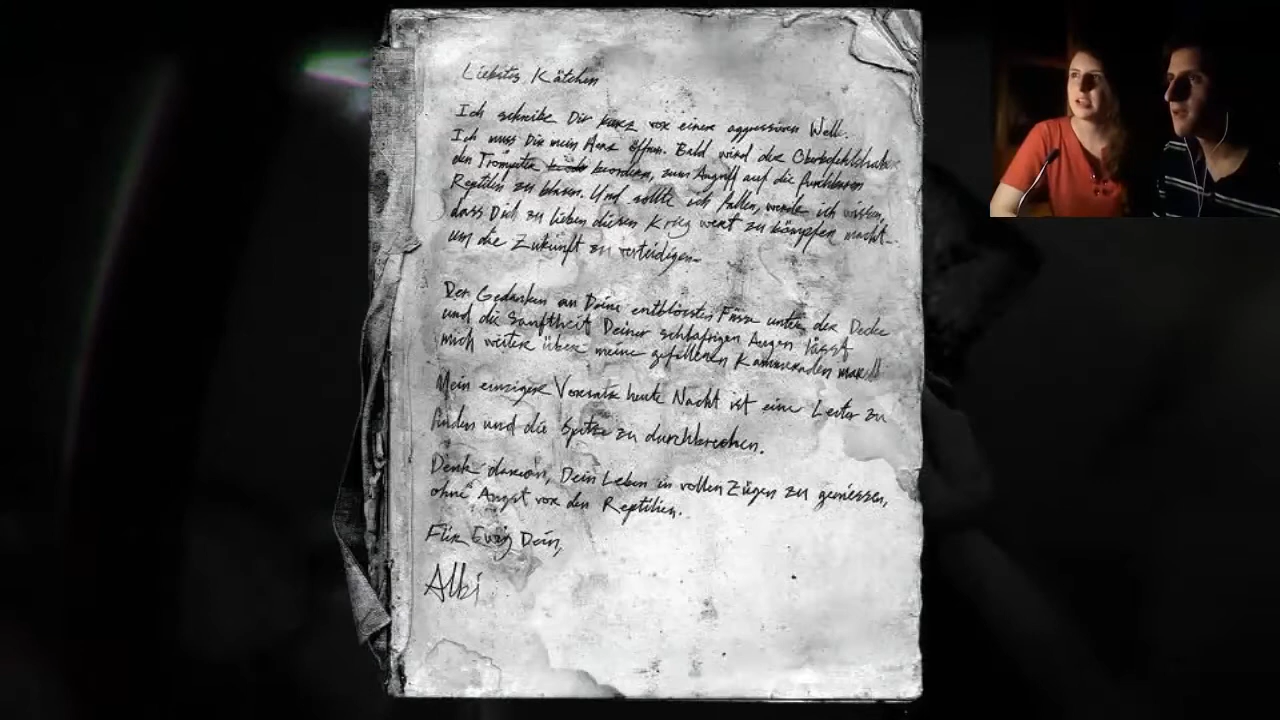 Liebstes Kätchen
Ich schreibe Dir kurz vor einer aggressiven Welle.
Ich muss Dir mein Herz öffnen. Bald wird der Oberbefehlshaber
den Trompeter beordern, zum Angriff auf die furchtbaren
Reptilien zu blasen. Und sollte ich fallen, werde ich wissen,
dass Dich zu lieben diesen Krieg wert zu kämpfen macht...
um die Zukunft zu verteidigen...
Der Gedanken an Deine entblössten Füsse unter der Decke
und die Sanftheit Deiner schläfrigen Augen lässt
mich weiter über meine gefallenen Kammeraden
Mein einziger Vorsatz heute Nacht ist eine Leiter zu
finden und die Spitze zu durchbrechen.
Denk daran, Dein Leben in vollen Zügen zu geniessen,
ohne Angst vor den Reptilien.
Für Ewig Dein,
Albi